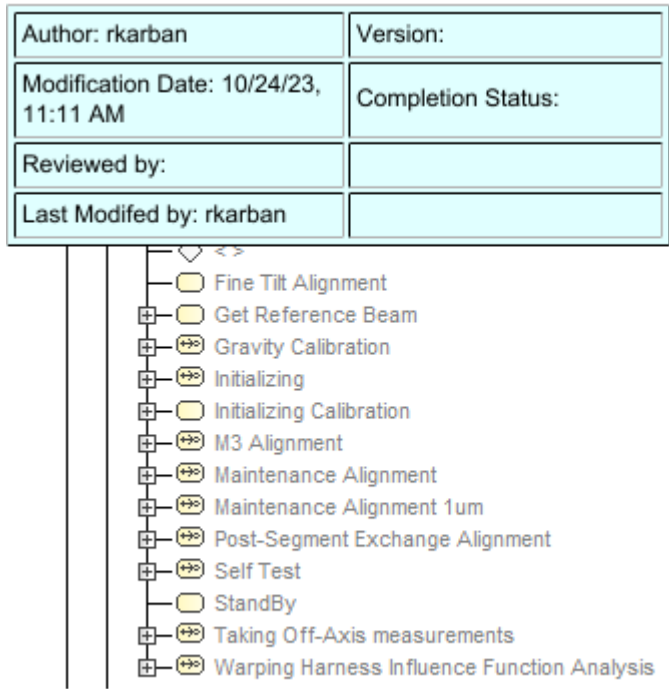 Author: rkarban
Version:
Modification Date: 10/24/23,
11:11 AM
Completion Status:
Reviewed by:
Last Modifed by: rkarban
< >
Fine Tilt Alignment
Get Reference Beam
Gravity Calibration
Initializing
Initializing Calibration
M3 Alignment
Maintenance Alignment
Maintenance Alignment 1um
Post-Segment Exchange Alignment
Self Test
StandBy
Taking Off-Axis measurements
Warping Harness Influence Function Analysis